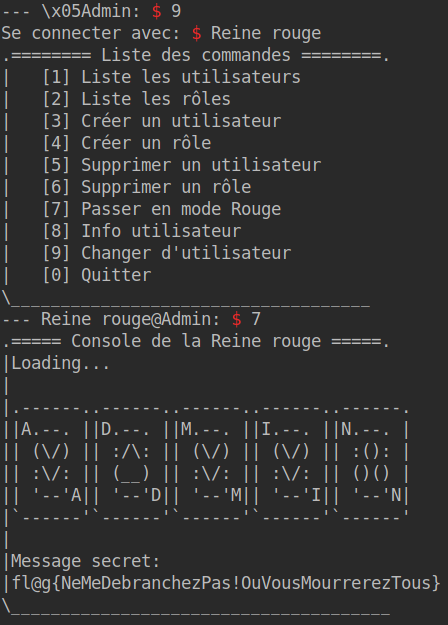 --- \x05Admin: $ 9
Se connecter avec: $ Reine rouge
.======== Liste des commandes ========.
|   [1] Liste les utilisateurs
|   [2] Liste les rôles
|   [3] Créer un utilisateur
|   [4] Créer un rôle
|   [5] Supprimer un utilisateur
|   [6] Supprimer un rôle
|   [7] Passer en mode Rouge
|   [8] Info utilisateur
|   [9] Changer d'utilisateur
|   [0] Quitter
\____________________________________
--- Reine rouge@Admin: $ 7
.===== Console de la Reine rouge =====.
|Loading...
|
|.------..------..------..------..------.
||A.--. ||D.--. ||M.--. ||I.--. ||N.--. |
|| (\/) || :/\: || (\/) || (\/) || :(): |
|| :\/: || (__) || :\/: || :\/: || ()() |
|| '--'A|| '--'D|| '--'M|| '--'I|| '--'N|
|`------'`------'`------'`------'`------'
|
|Message secret:
|fl@g{NeMeDebranchezPas!OuVousMourrerezTous}
\______________________________________